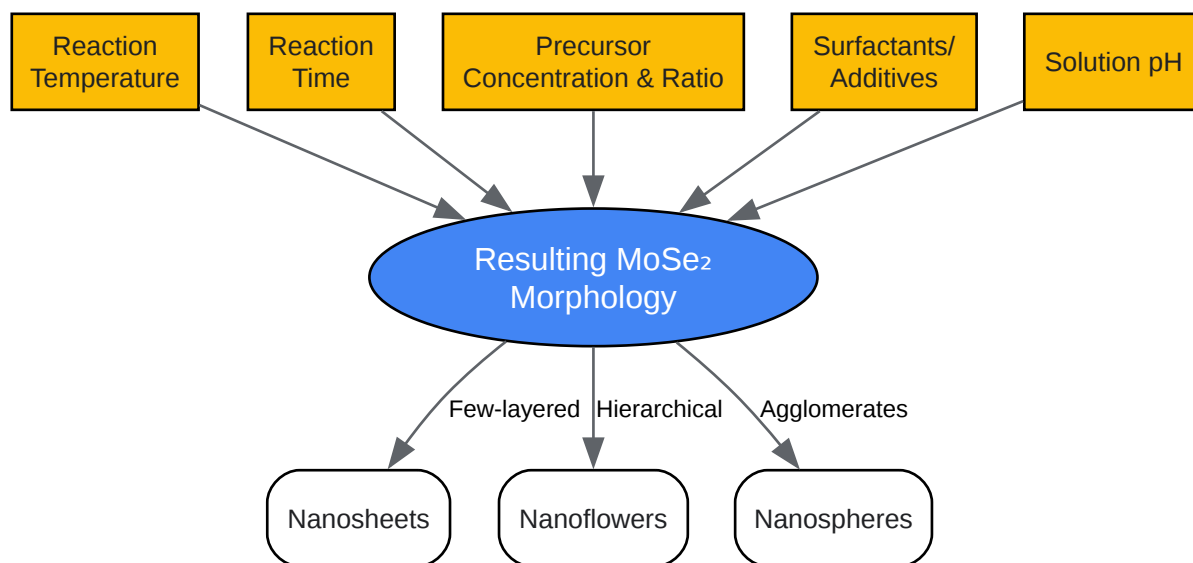 Reaction
Temperature
Reaction
Time
Precursor
Concentration & Ratio
Surfactants/
Additives
Solution pH
Resulting MoSe₂
Morphology
Few-layered
Hierarchical
Agglomerates
Nanosheets
Nanoflowers
Nanospheres